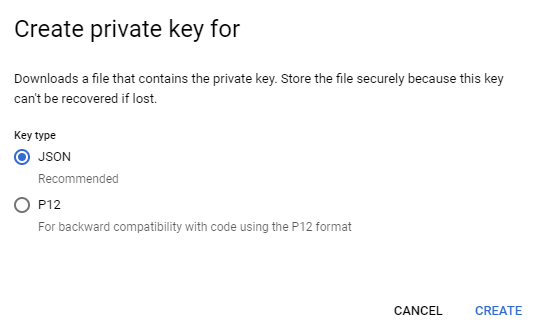 Create private key for
Downloads a file that contains the private key. Store the file securely because this key
can't be recovered if lost.
Key type
JSON
Recommended
P12
For backward compatibility with code using the P12 format
CANCEL CREATE